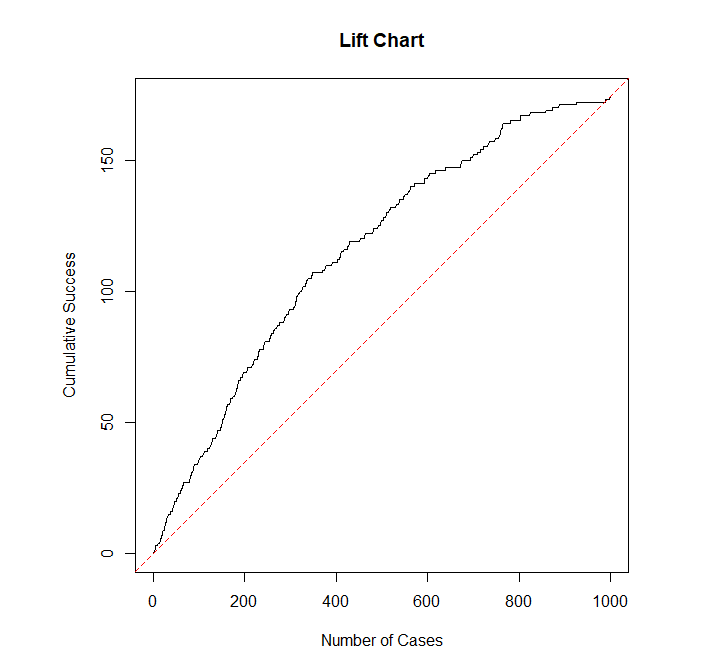 Lift Chart
150
100
50
0
Cumulative Success
0 200 400 600 800 1000
Number of Cases